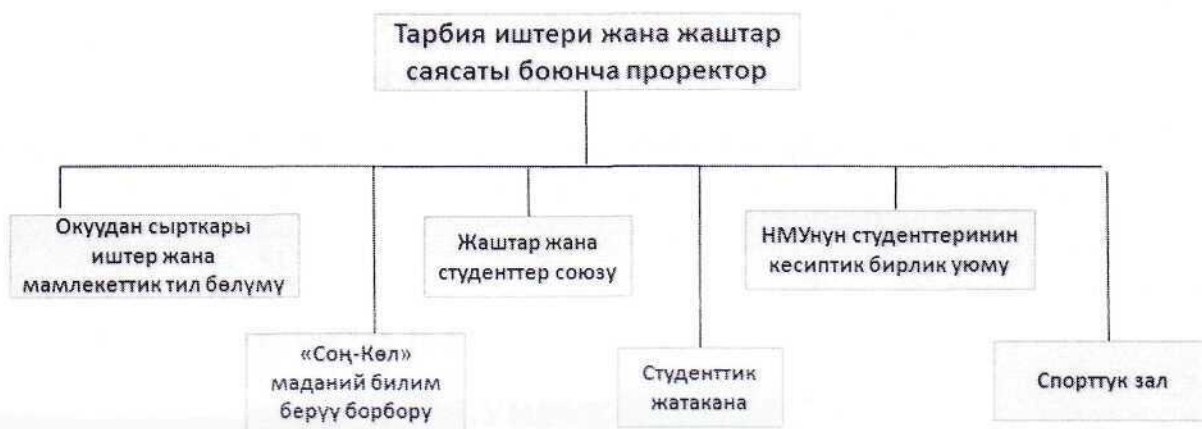 Тарбия иштери жана жаштар
саясаты боюнча проректор
Окуудан сырткары
иштер жана
мамлекеттик тил бөлүмү
Жаштар жана
студенттер союзу
НМУнун студенттеринин
кесиптик бирлик уюму
«Соң-Көл»
маданий билим
берүү борбору
Студенттик
жатакана
Спорттук зал